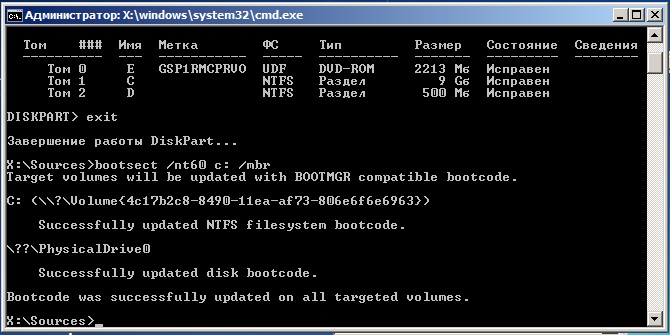 Администратор: X:\windows\system32\cmd.exe
Том ### Имя Метка ФС Тип Размер Состояние Сведения
Том 0 E GSP1RMCPRVO UDF DVD-ROM 2213 Мб Исправен
Том 1 C NTFS Раздел 9 Gб Исправен
Том 2 D NTFS Раздел 500 Мб Исправен
DISKPART> exit
Завершение работы DiskPart...
X:\Sources>bootsect /nt60 c: /mbr
Target volumes will be updated with BOOTMGR compatible bootcode.
C: (\\?\Volume{4c17b2c8-8490-11ea-af73-806e6f6e6963})
Successfully updated NTFS filesystem bootcode.
\??\PhysicalDrive0
Successfully updated disk bootcode.
Bootcode was successfully updated on all targeted volumes.
X:\Sources>_